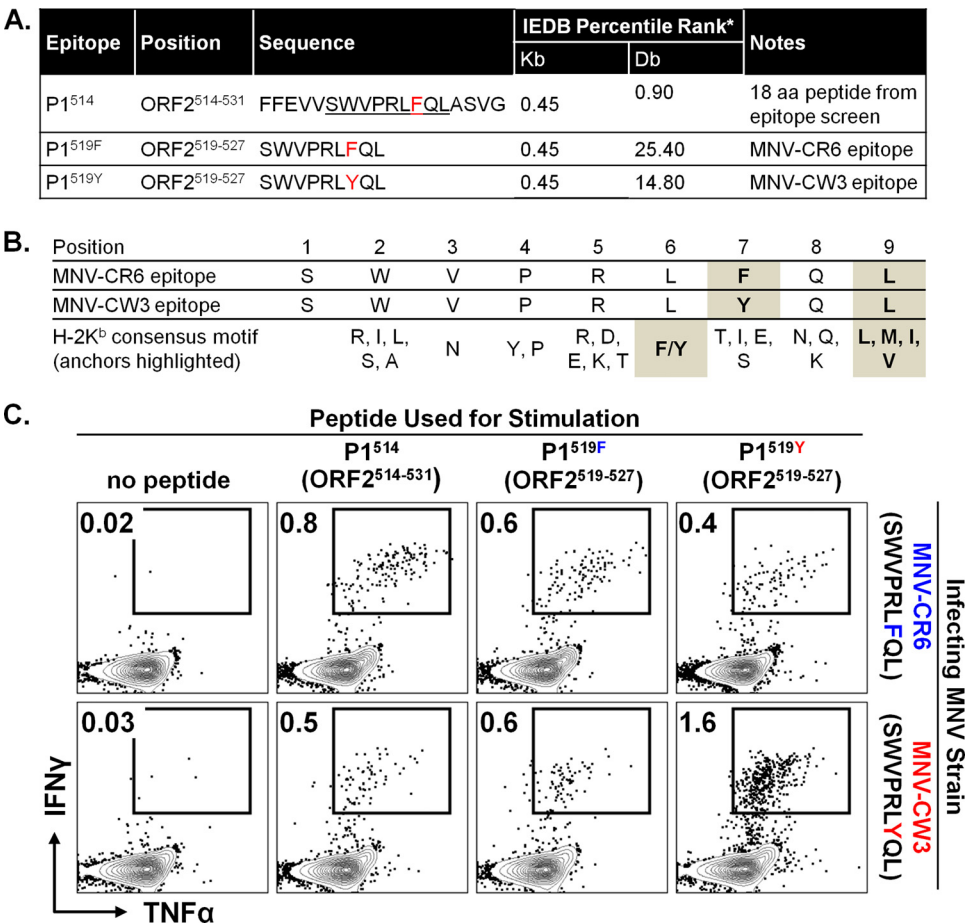 A.
Epitope Position Sequence IEDB Percentile Rank* Notes
Kb Db
P1⁵¹⁴ ORF2⁵¹⁴⁻⁵³¹ FFEVVSWVPRLFQLASVG 0.45 0.90 18 aa peptide from
epitope screen
P1⁵¹⁹ᶠ ORF2⁵¹⁹⁻⁵²⁷ SWVPRLFQL 0.45 25.40 MNV-CR6 epitope
P1⁵¹⁹ʸ ORF2⁵¹⁹⁻⁵²⁷ SWVPRLYQL 0.45 14.80 MNV-CW3 epitope
B.
Position 1 2 3 4 5 6 7 8 9
MNV-CR6 epitope S W V P R L F Q L
MNV-CW3 epitope S W V P R L Y Q L
H-2Kᵇ consensus motif R, I, L, N Y, P R, D, F/Y T, I, E, N, Q, L, M, I,
(anchors highlighted) S, A E, K, T S K V
C.
Peptide Used for Stimulation
no peptide
P1⁵¹⁴
(ORF2⁵¹⁴⁻⁵³¹)
P1⁵¹⁹ᶠ
(ORF2⁵¹⁹⁻⁵²⁷)
P1⁵¹⁹ʸ
(ORF2⁵¹⁹⁻⁵²⁷)
0.02 0.8 0.6 0.4
MNV-CR6
(SWVPRLFQL)
0.03 0.5 0.6 1.6
MNV-CW3
(SWVPRLYQL)
Infecting MNV Strain
IFNγ
TNFα